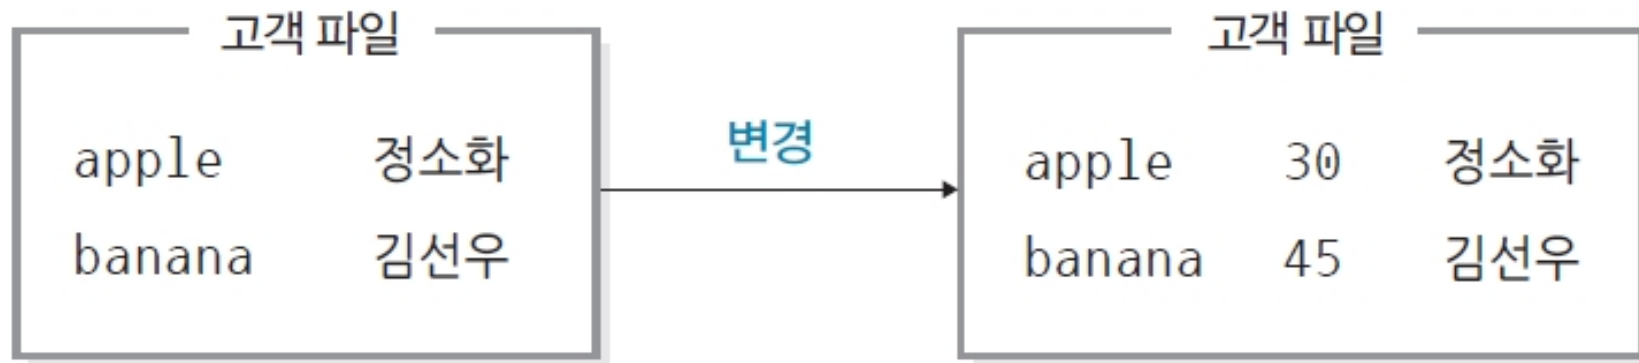 고객 파일
apple 정소화
banana 김선우
변경
고객 파일
apple 30 정소화
banana 45 김선우